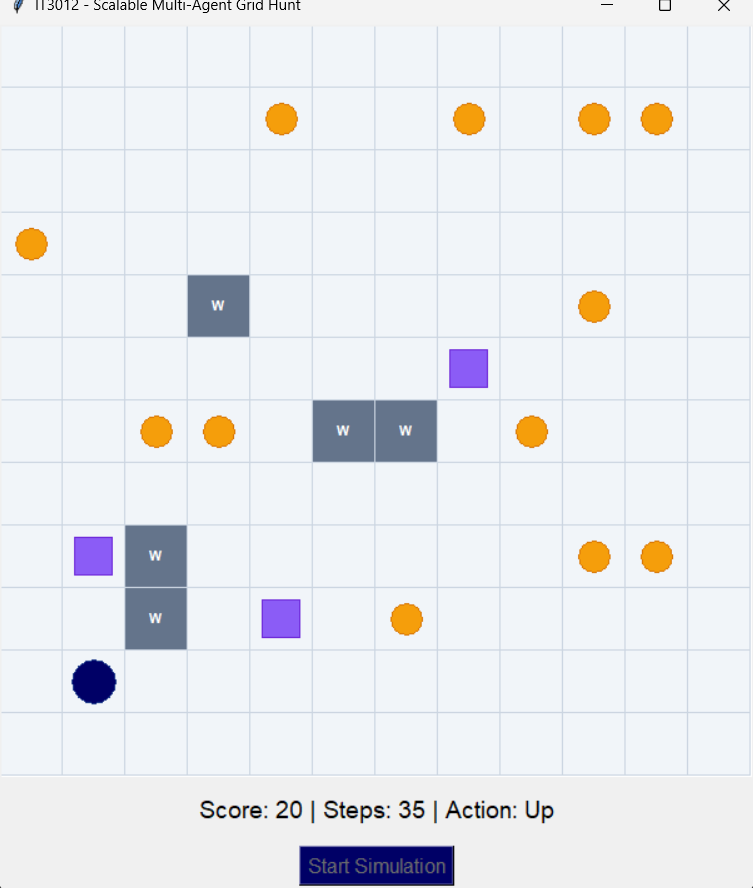 IT3012 - Scalable Multi-Agent Grid Hunt
W
W W
W
W
Score: 20 | Steps: 35 | Action: Up
Start Simulation